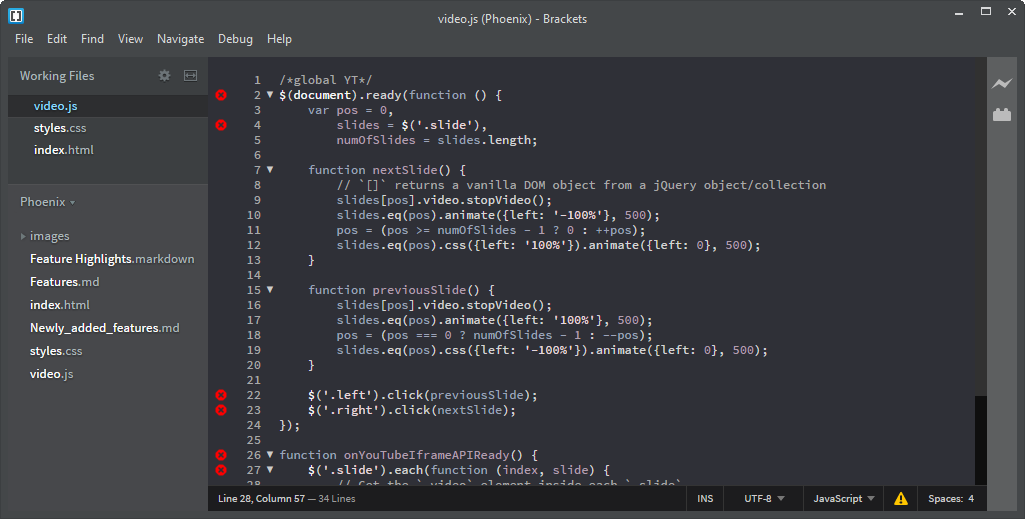 video.js (Phoenix) - Brackets
File Edit Find View Navigate Debug Help
Working Files
video.js
styles.css
index.html
Phoenix
images
Feature Highlights.markdown
Features.md
index.html
Newly_added_features.md
styles.css
video.js
1 /*global YT*/
2 $(document).ready(function () {
3 var pos = 0,
4 slides = $('.slide'),
5 numOfSlides = slides.length;
6
7 function nextSlide() {
8 // `[]` returns a vanilla DOM object from a jQuery object/collection
9 slides[pos].video.stopVideo();
10 slides.eq(pos).animate({left: '-100%'}, 500);
11 pos = (pos >= numOfSlides - 1 ? 0 : ++pos);
12 slides.eq(pos).css({left: '100%'}).animate({left: 0}, 500);
13 }
14
15 function previousSlide() {
16 slides[pos].video.stopVideo();
17 slides.eq(pos).animate({left: '100%'}, 500);
18 pos = (pos === 0 ? numOfSlides - 1 : --pos);
19 slides.eq(pos).css({left: '-100%'}).animate({left: 0}, 500);
20 }
21
22 $('.left').click(previousSlide);
23 $('.right').click(nextSlide);
24 });
25
26 function onYouTubeIframeAPIReady() {
27 $('.slide').each(function (index, slide) {
28 // Get the `.video` element inside each `.slide`
Line 28, Column 57 — 34 Lines
INS UTF-8 JavaScript Spaces: 4